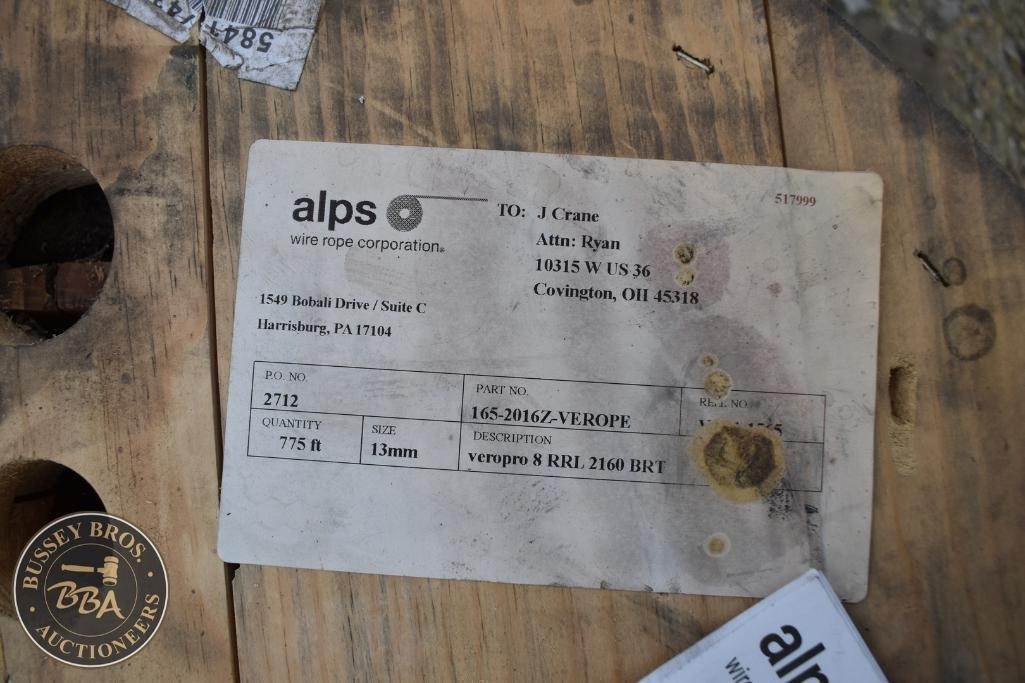 alps
wire rope corporation®
1549 Bobali Drive / Suite C
Harrisburg, PA 17104
TO: J Crane
Attn: Ryan
10315 W US 36
Covington, OH 45318
517999
P.O. NO.
2712
PART NO.
165-2016Z-VEROPE
NO
QUANTITY
775 ft
SIZE
13mm
DESCRIPTION
veropro 8 RRL 2160 BRT
BUSSEY BROS.
BBA
AUCTIONEERS